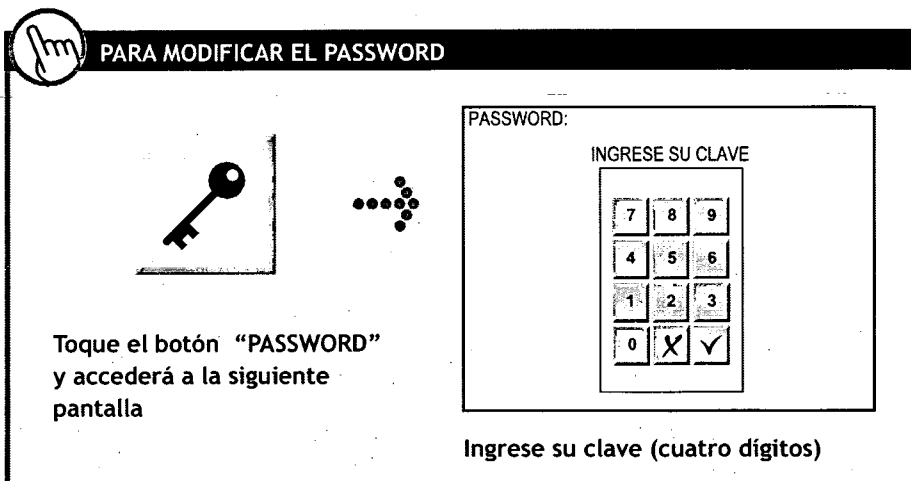 PARA MODIFICAR EL PASSWORD
PASSWORD:
INGRESE SU CLAVE
7 8 9
4 5 6
1 2 3
0
Toque el botón "PASSWORD"
y accederá a la siguiente
pantalla
Ingrese su clave (cuatro dígitos)